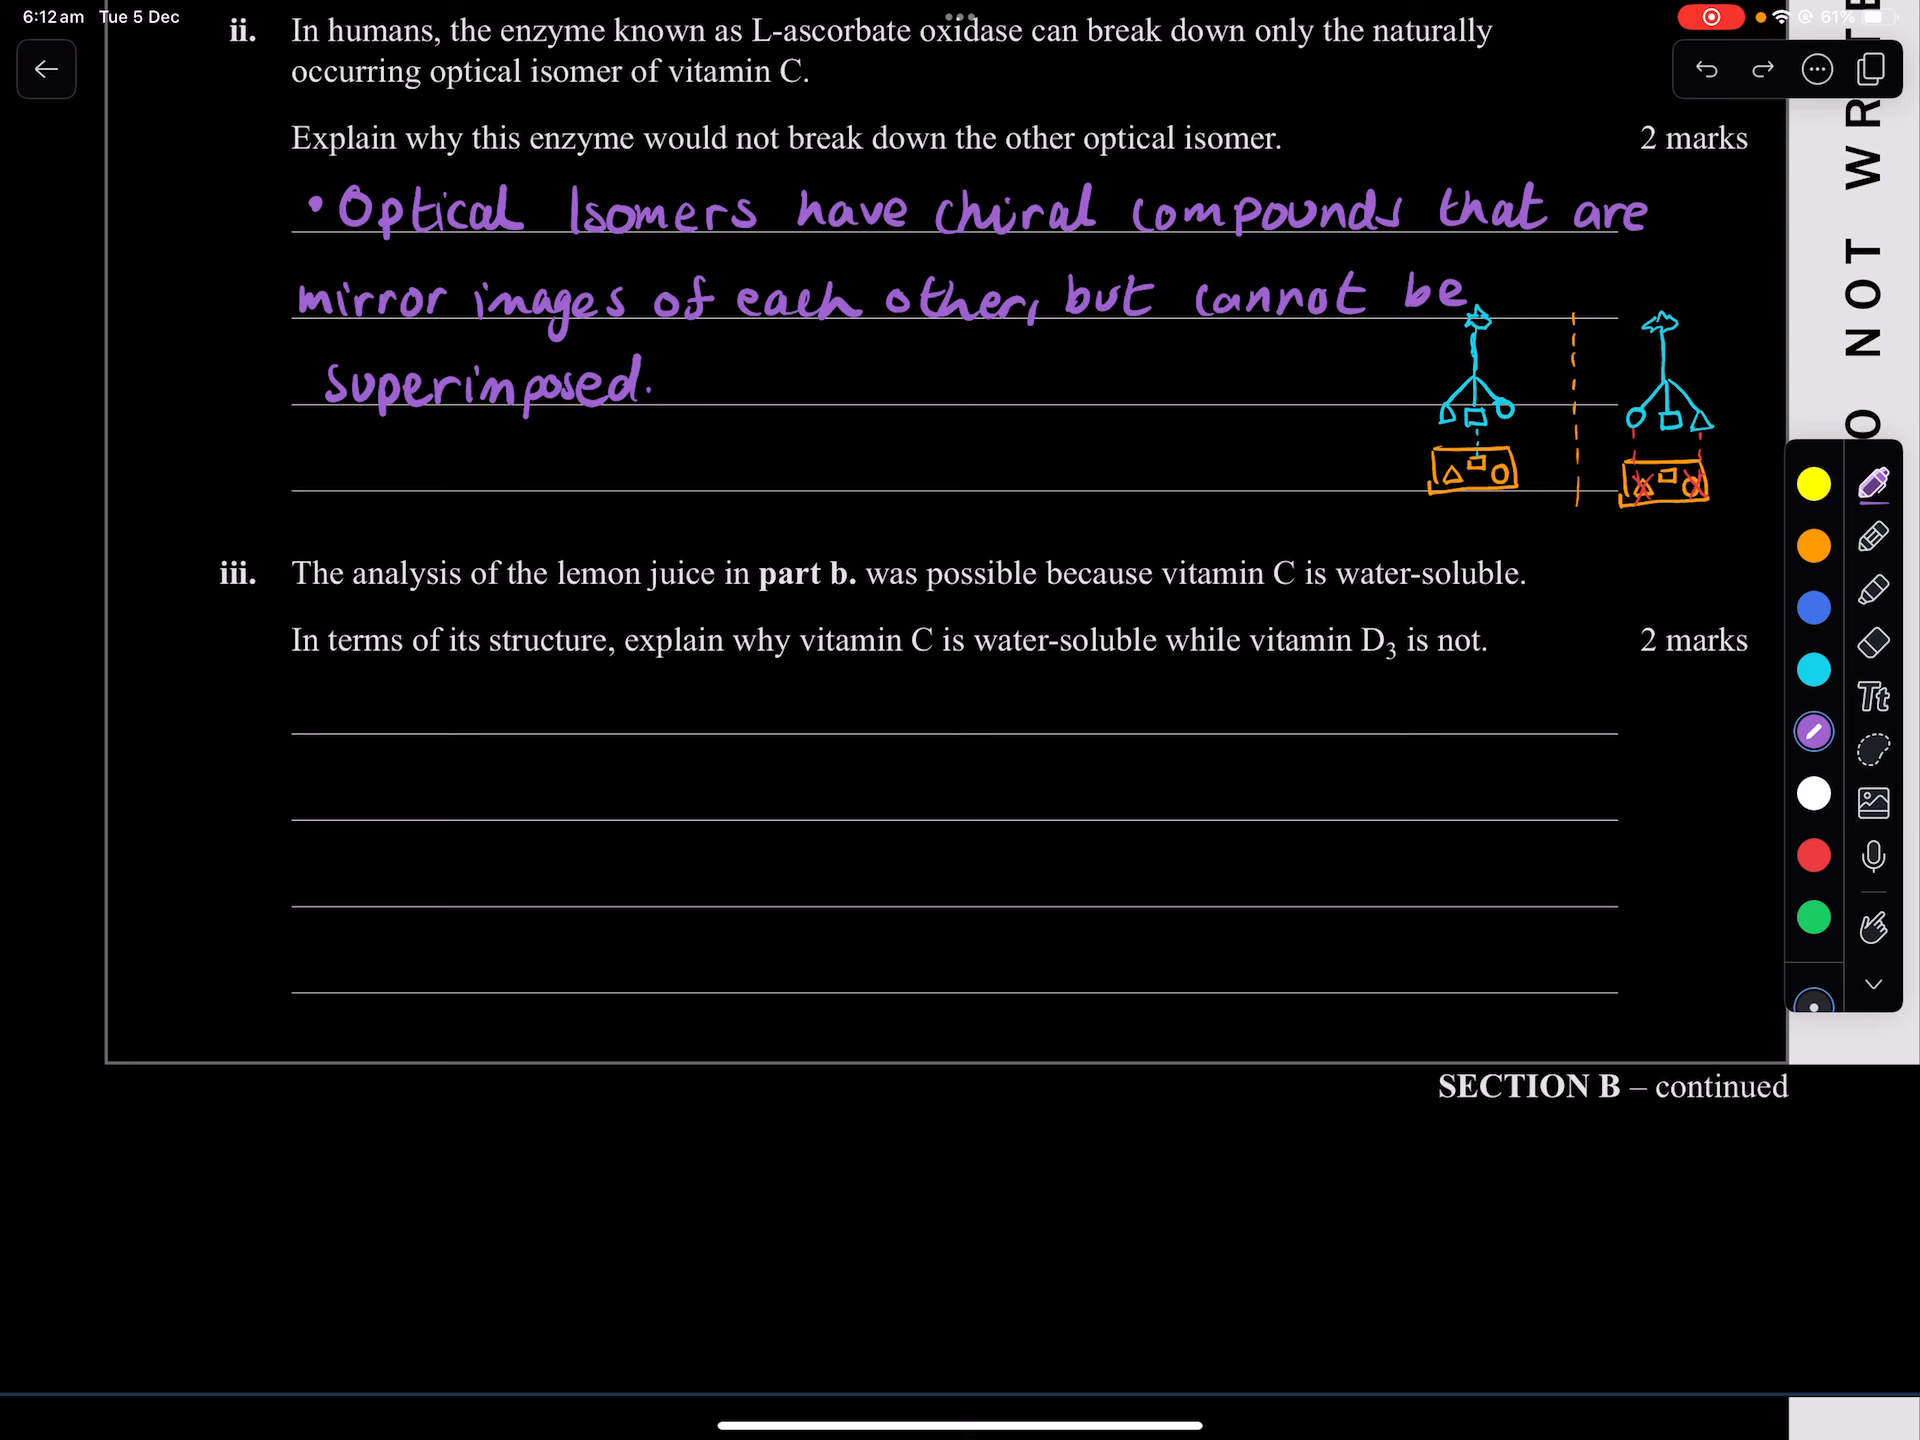 6:12 am Tue 5 Dec
61%
ii. In humans, the enzyme known as L-ascorbate oxidase can break down only the naturally
occurring optical isomer of vitamin C.
Explain why this enzyme would not break down the other optical isomer. 2 marks
• Optical Isomers have chiral compounds that are
mirror images of each other, but cannot be
superimposed.
iii. The analysis of the lemon juice in part b. was possible because vitamin C is water-soluble.
In terms of its structure, explain why vitamin C is water-soluble while vitamin D3 is not. 2 marks
SECTION B – continued
NOT
Tt